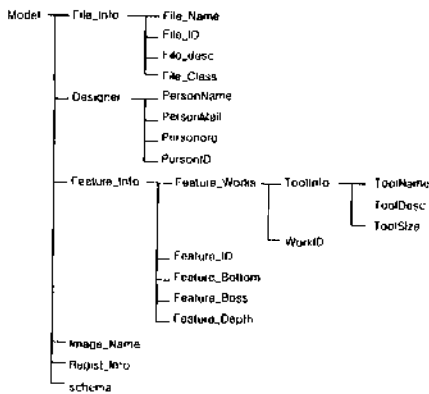 Model File_Info File_Name
File_ID
File_desc
File_Class
Designer PersonName
PersonMail
Personorg
PersonID
Feature_Info Feature_Works ToolInfo ToolName
ToolDesc
ToolSize
WorkID
Feature_ID
Feature_Bottom
Feature_Boss
Feature_Depth
Image_Name
Regist_Info
schema